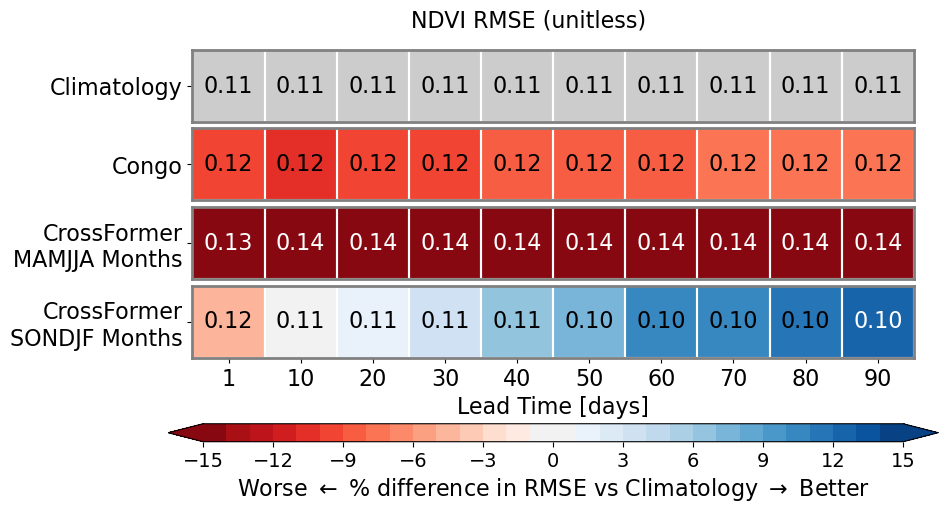 NDVI RMSE (unitless)
Climatology 0.11 0.11 0.11 0.11 0.11 0.11 0.11 0.11 0.11 0.11
Congo 0.12 0.12 0.12 0.12 0.12 0.12 0.12 0.12 0.12 0.12
CrossFormer
MAMJJA Months
0.13 0.14 0.14 0.14 0.14 0.14 0.14 0.14 0.14 0.14
CrossFormer
SONDJF Months
0.12 0.11 0.11 0.11 0.11 0.10 0.10 0.10 0.10 0.10
1 10 20 30 40 50 60 70 80 90
Lead Time [days]
−15 −12 −9 −6 −3 0 3 6 9 12 15
Worse ← % difference in RMSE vs Climatology → Better